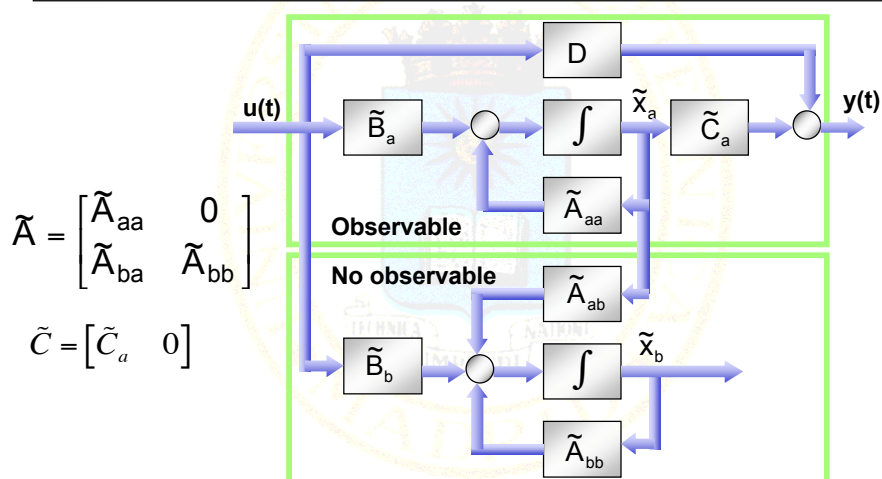 D
u(t)
B̃a
∫
x̃a
C̃a
y(t)
Ãaa
Observable
Ã = [Ãaa 0
Ãba Ãbb]
C̃ = [C̃a 0]
No observable
Ãab
B̃b
∫
x̃b
Ãbb